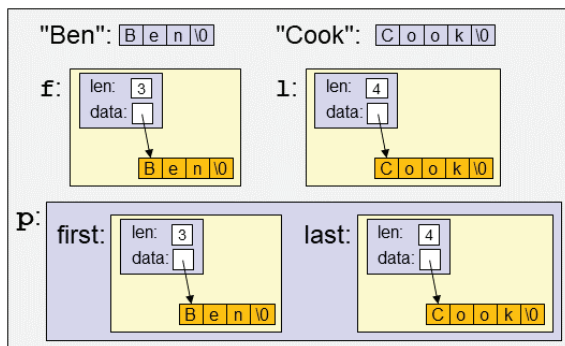 "Ben": B e n \0 "Cook": C o o k \0
f: len: 3 l: len: 4
data: data:
B e n \0 C o o k \0
p: first: len: 3 last: len: 4
data: data:
B e n \0 C o o k \0